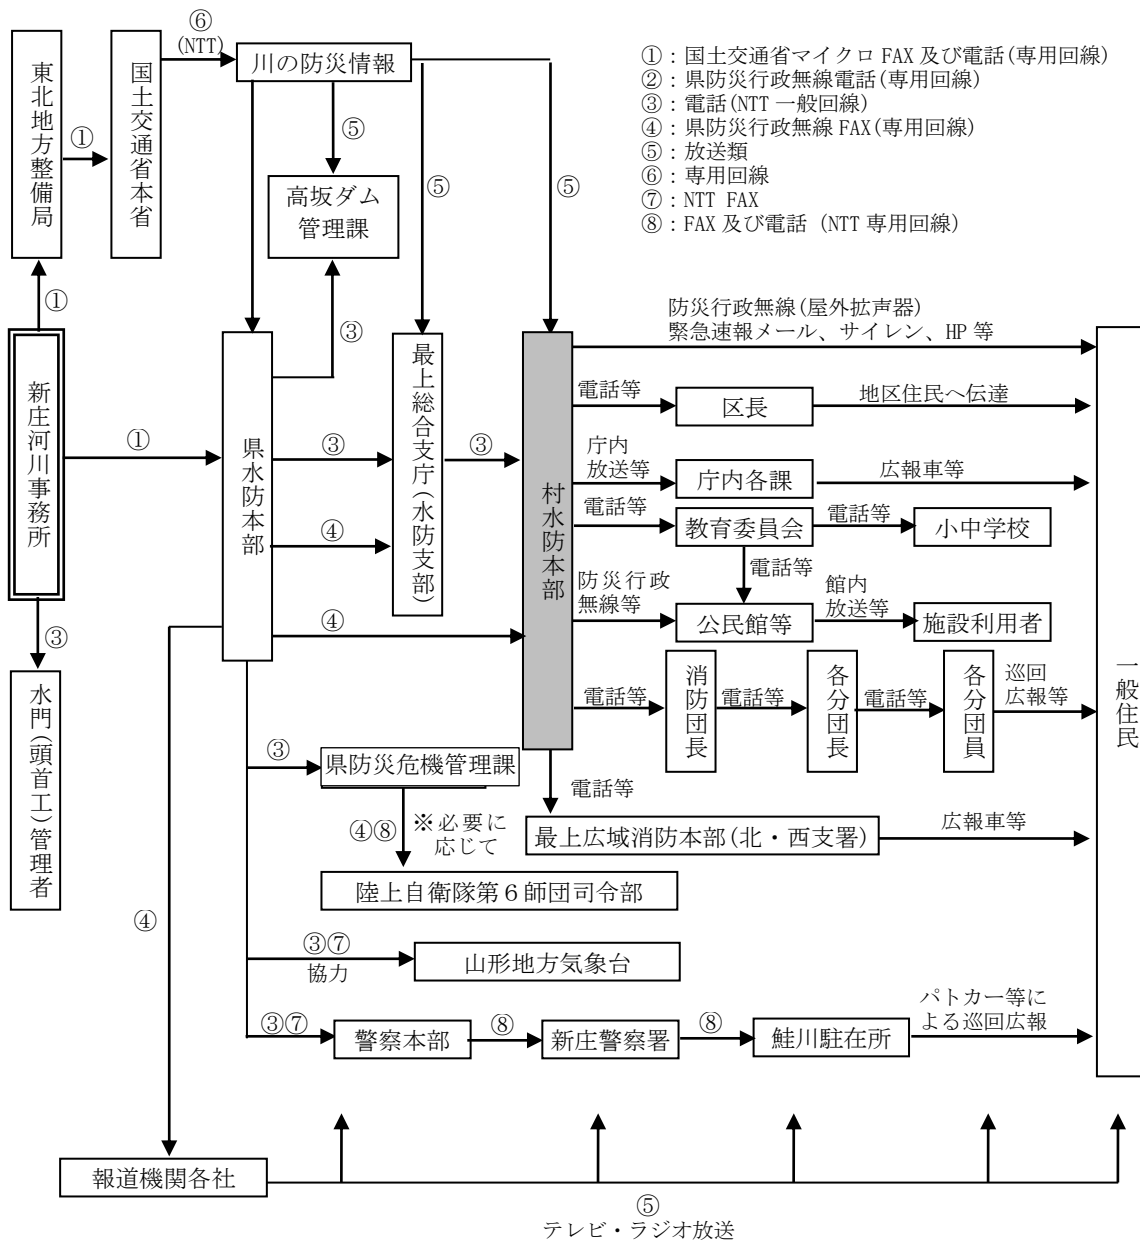 ⑥
(NTT)
川の防災情報
東北地方整備局
①
国土交通省本省
⑤
⑤
⑤
高坂ダム
管理課
①：国土交通省マイクロ FAX 及び電話(専用回線)
②：県防災行政無線電話(専用回線)
③：電話(NTT 一般回線)
④：県防災行政無線 FAX(専用回線)
⑤：放送類
⑥：専用回線
⑦：NTT FAX
⑧：FAX 及び電話 (NTT 専用回線)
①
③
新庄河川事務所
①
県水防本部
③
④
④
最上総合支庁(水防支部)
③
村水防本部
防災行政無線(屋外拡声器)
緊急速報メール、サイレン、HP 等
電話等
区長
地区住民へ伝達
庁内
放送等
庁内各課
広報車等
電話等
教育委員会
電話等
小中学校
電話等
防災行政
無線等
公民館等
館内
放送等
施設利用者
電話等
消防団長
電話等
各分団長
電話等
各分団員
巡回
広報等
一般住民
③
水門(頭首工)管理者
③
県防災危機管理課
④⑧
※必要に
応じて
陸上自衛隊第６師団司令部
電話等
最上広域消防本部(北・西支署)
広報車等
④
③⑦
協力
山形地方気象台
③⑦
警察本部
⑧
新庄警察署
⑧
鮭川駐在所
パトカー等に
よる巡回広報
報道機関各社
⑤
テレビ・ラジオ放送